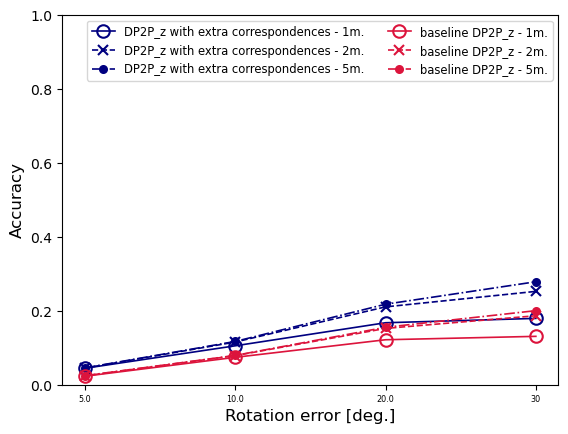 DP2P_z with extra correspondences - 1m.
DP2P_z with extra correspondences - 2m.
DP2P_z with extra correspondences - 5m.
baseline DP2P_z - 1m.
baseline DP2P_z - 2m.
baseline DP2P_z - 5m.
1.0
0.8
0.6
0.4
0.2
0.0
Accuracy
5.0 10.0 20.0 30
Rotation error [deg.]